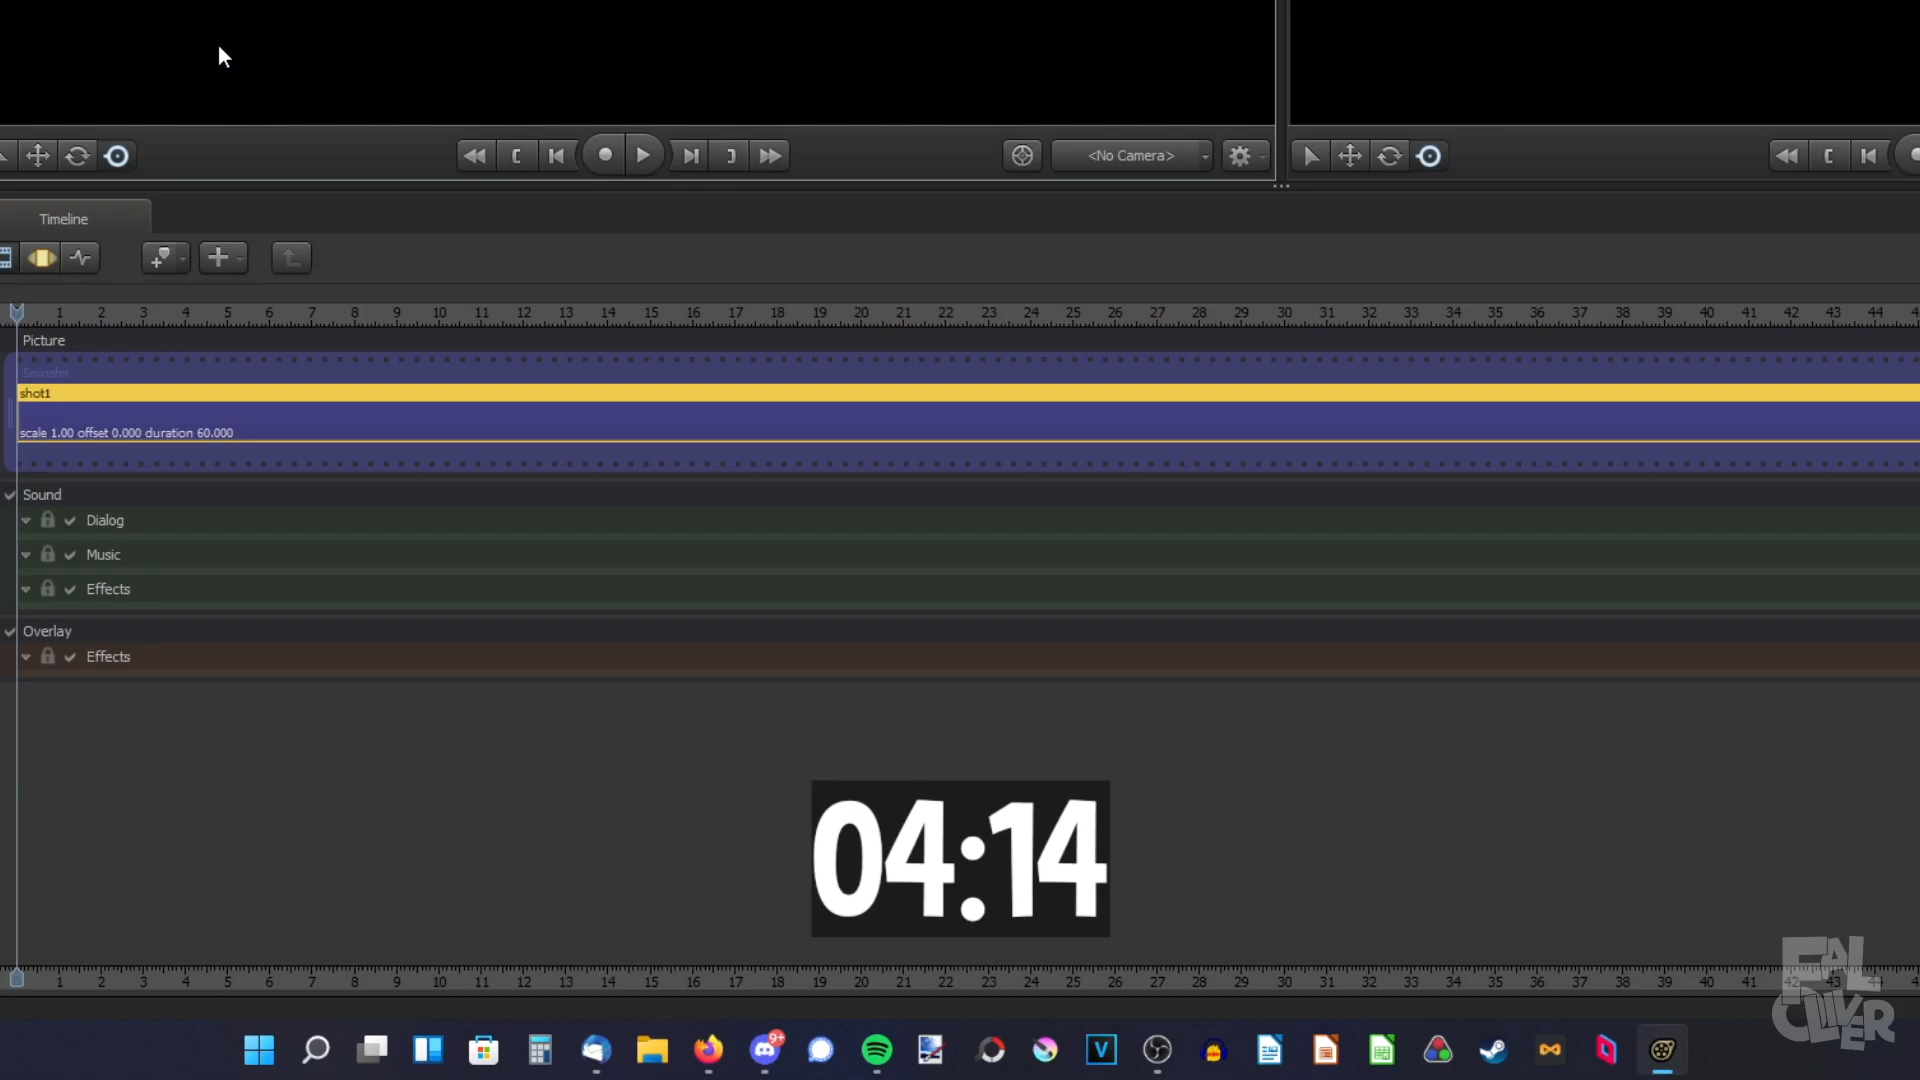 <No Camera>
Timeline
1 2 3 4 5 6 7 8 9 10 11 12 13 14 15 16 17 18 19 20 21 22 23 24 25 26 27 28 29 30 31 32 33 34 35 36 37 38 39 40 41 42 43 44
Picture
5minsfm
shot1
scale 1.00 offset 0.000 duration 60.000
Sound
Dialog
Music
Effects
Overlay
Effects
04:14
1 2 3 4 5 6 7 8 9 10 11 12 13 14 15 16 17 18 19 20 21 22 23 24 25 26 27 28 29 30 31 32 33 34 35 36 37 38 39 40 41 42 43 44
9+
V